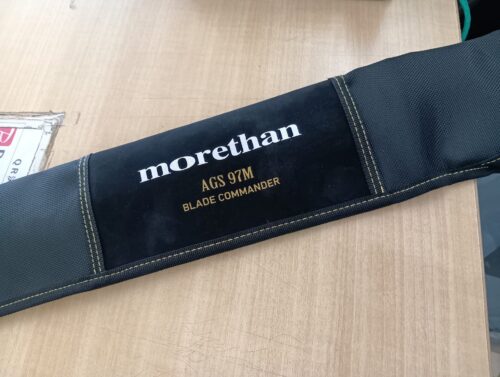 morethan
AGS 97M
BLADE COMMANDER